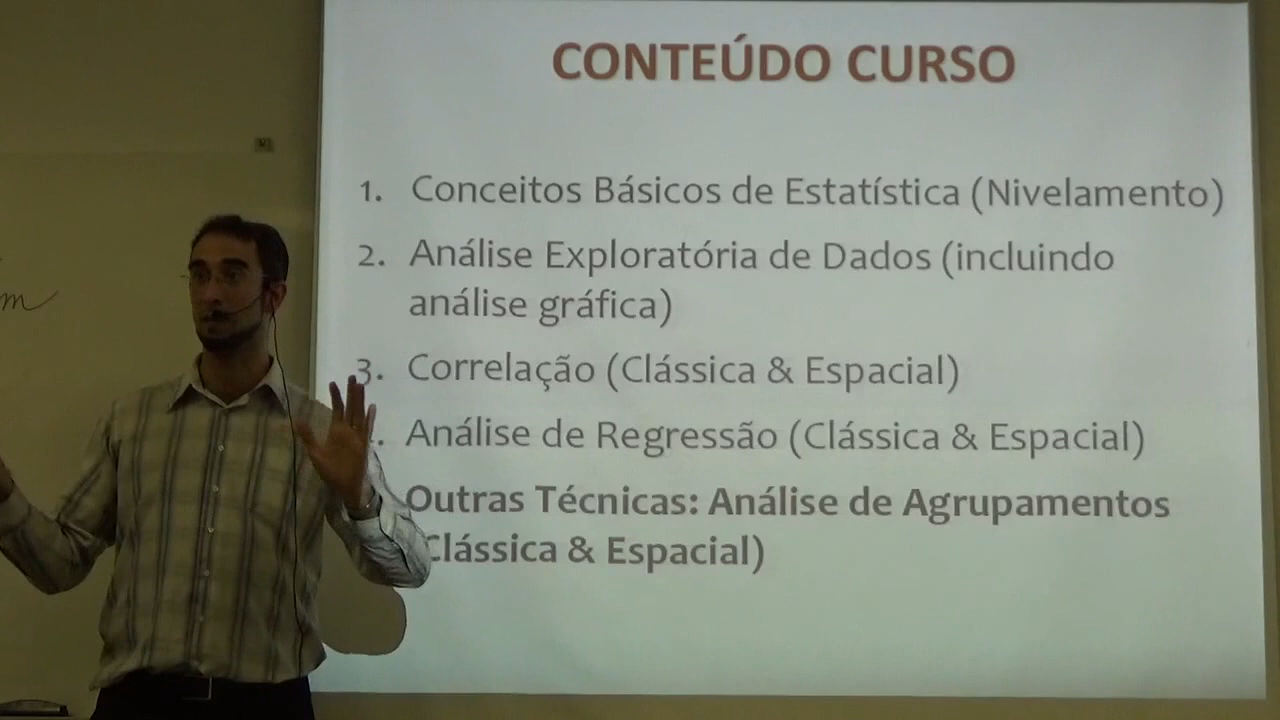 CONTEÚDO CURSO
1. Conceitos Básicos de Estatística (Nivelamento)
2. Análise Exploratória de Dados (incluindo
análise gráfica)
3. Correlação (Clássica & Espacial)
. Análise de Regressão (Clássica & Espacial)
Outras Técnicas: Análise de Agrupamentos
Clássica & Espacial)